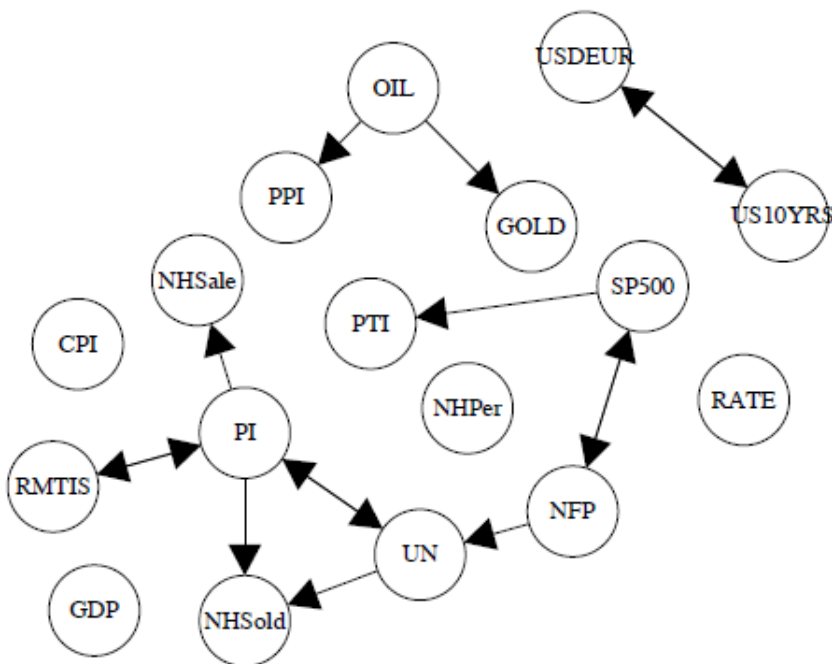 USDEUR
OIL
PPI
US10YRS
GOLD
NHSale
SP500
PTI
CPI
RATE
NHPer
PI
RMTIS
NFP
UN
GDP
NHSold